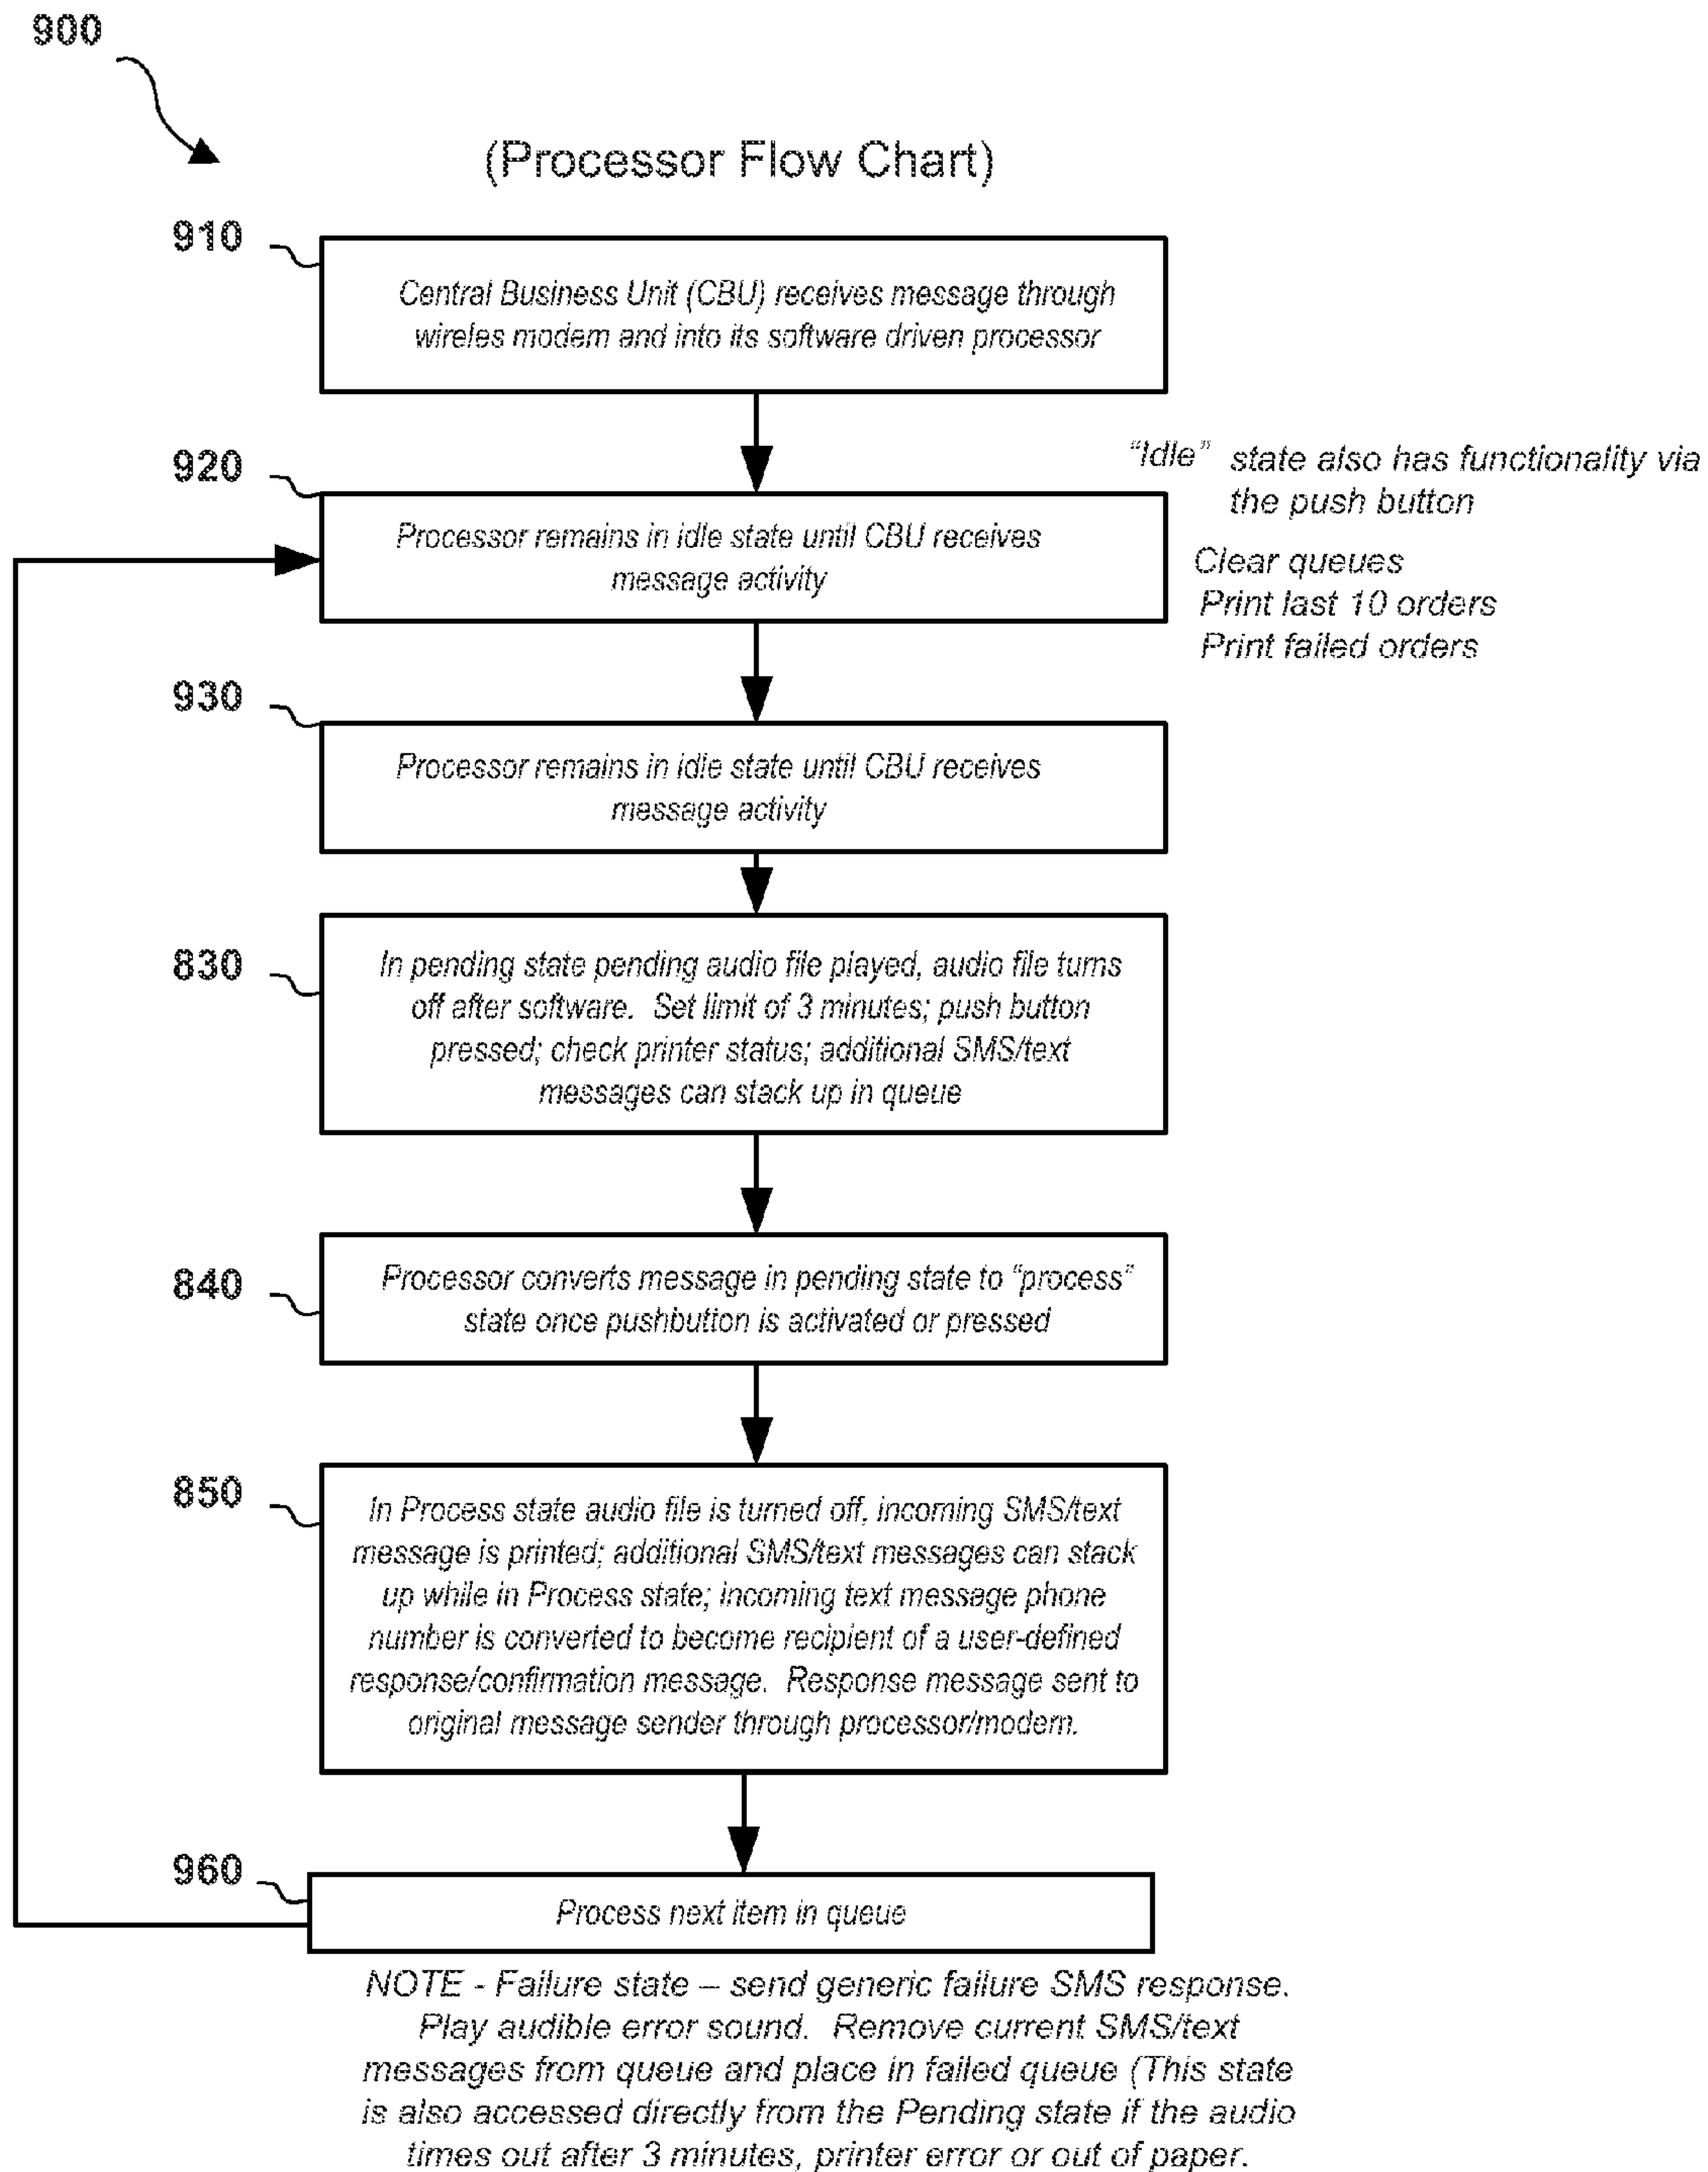 900
(Processor Flow Chart)
910
Central Business Unit (CBU) receives message through
wireles modem and into its software driven processor
920
Processor remains in idle state until CBU receives
message activity
"Idle" state also has functionality via
the push button
Clear queues
Print last 10 orders
Print failed orders
930
Processor remains in idle state until CBU receives
message activity
830
In pending state pending audio file played, audio file turns
off after software. Set limit of 3 minutes; push button
pressed; check printer status; additional SMS/text
messages can stack up in queue
840
Processor converts message in pending state to "process"
state once pushbutton is activated or pressed
850
In Process state audio file is turned off, incoming SMS/text
message is printed; additional SMS/text messages can stack
up while in Process state; incoming text message phone
number is converted to become recipient of a user-defined
response/confirmation message. Response message sent to
original message sender through processor/modem.
960
Process next item in queue
NOTE - Failure state – send generic failure SMS response.
Play audible error sound. Remove current SMS/text
messages from queue and place in failed queue (This state
is also accessed directly from the Pending state if the audio
times out after 3 minutes, printer error or out of paper.